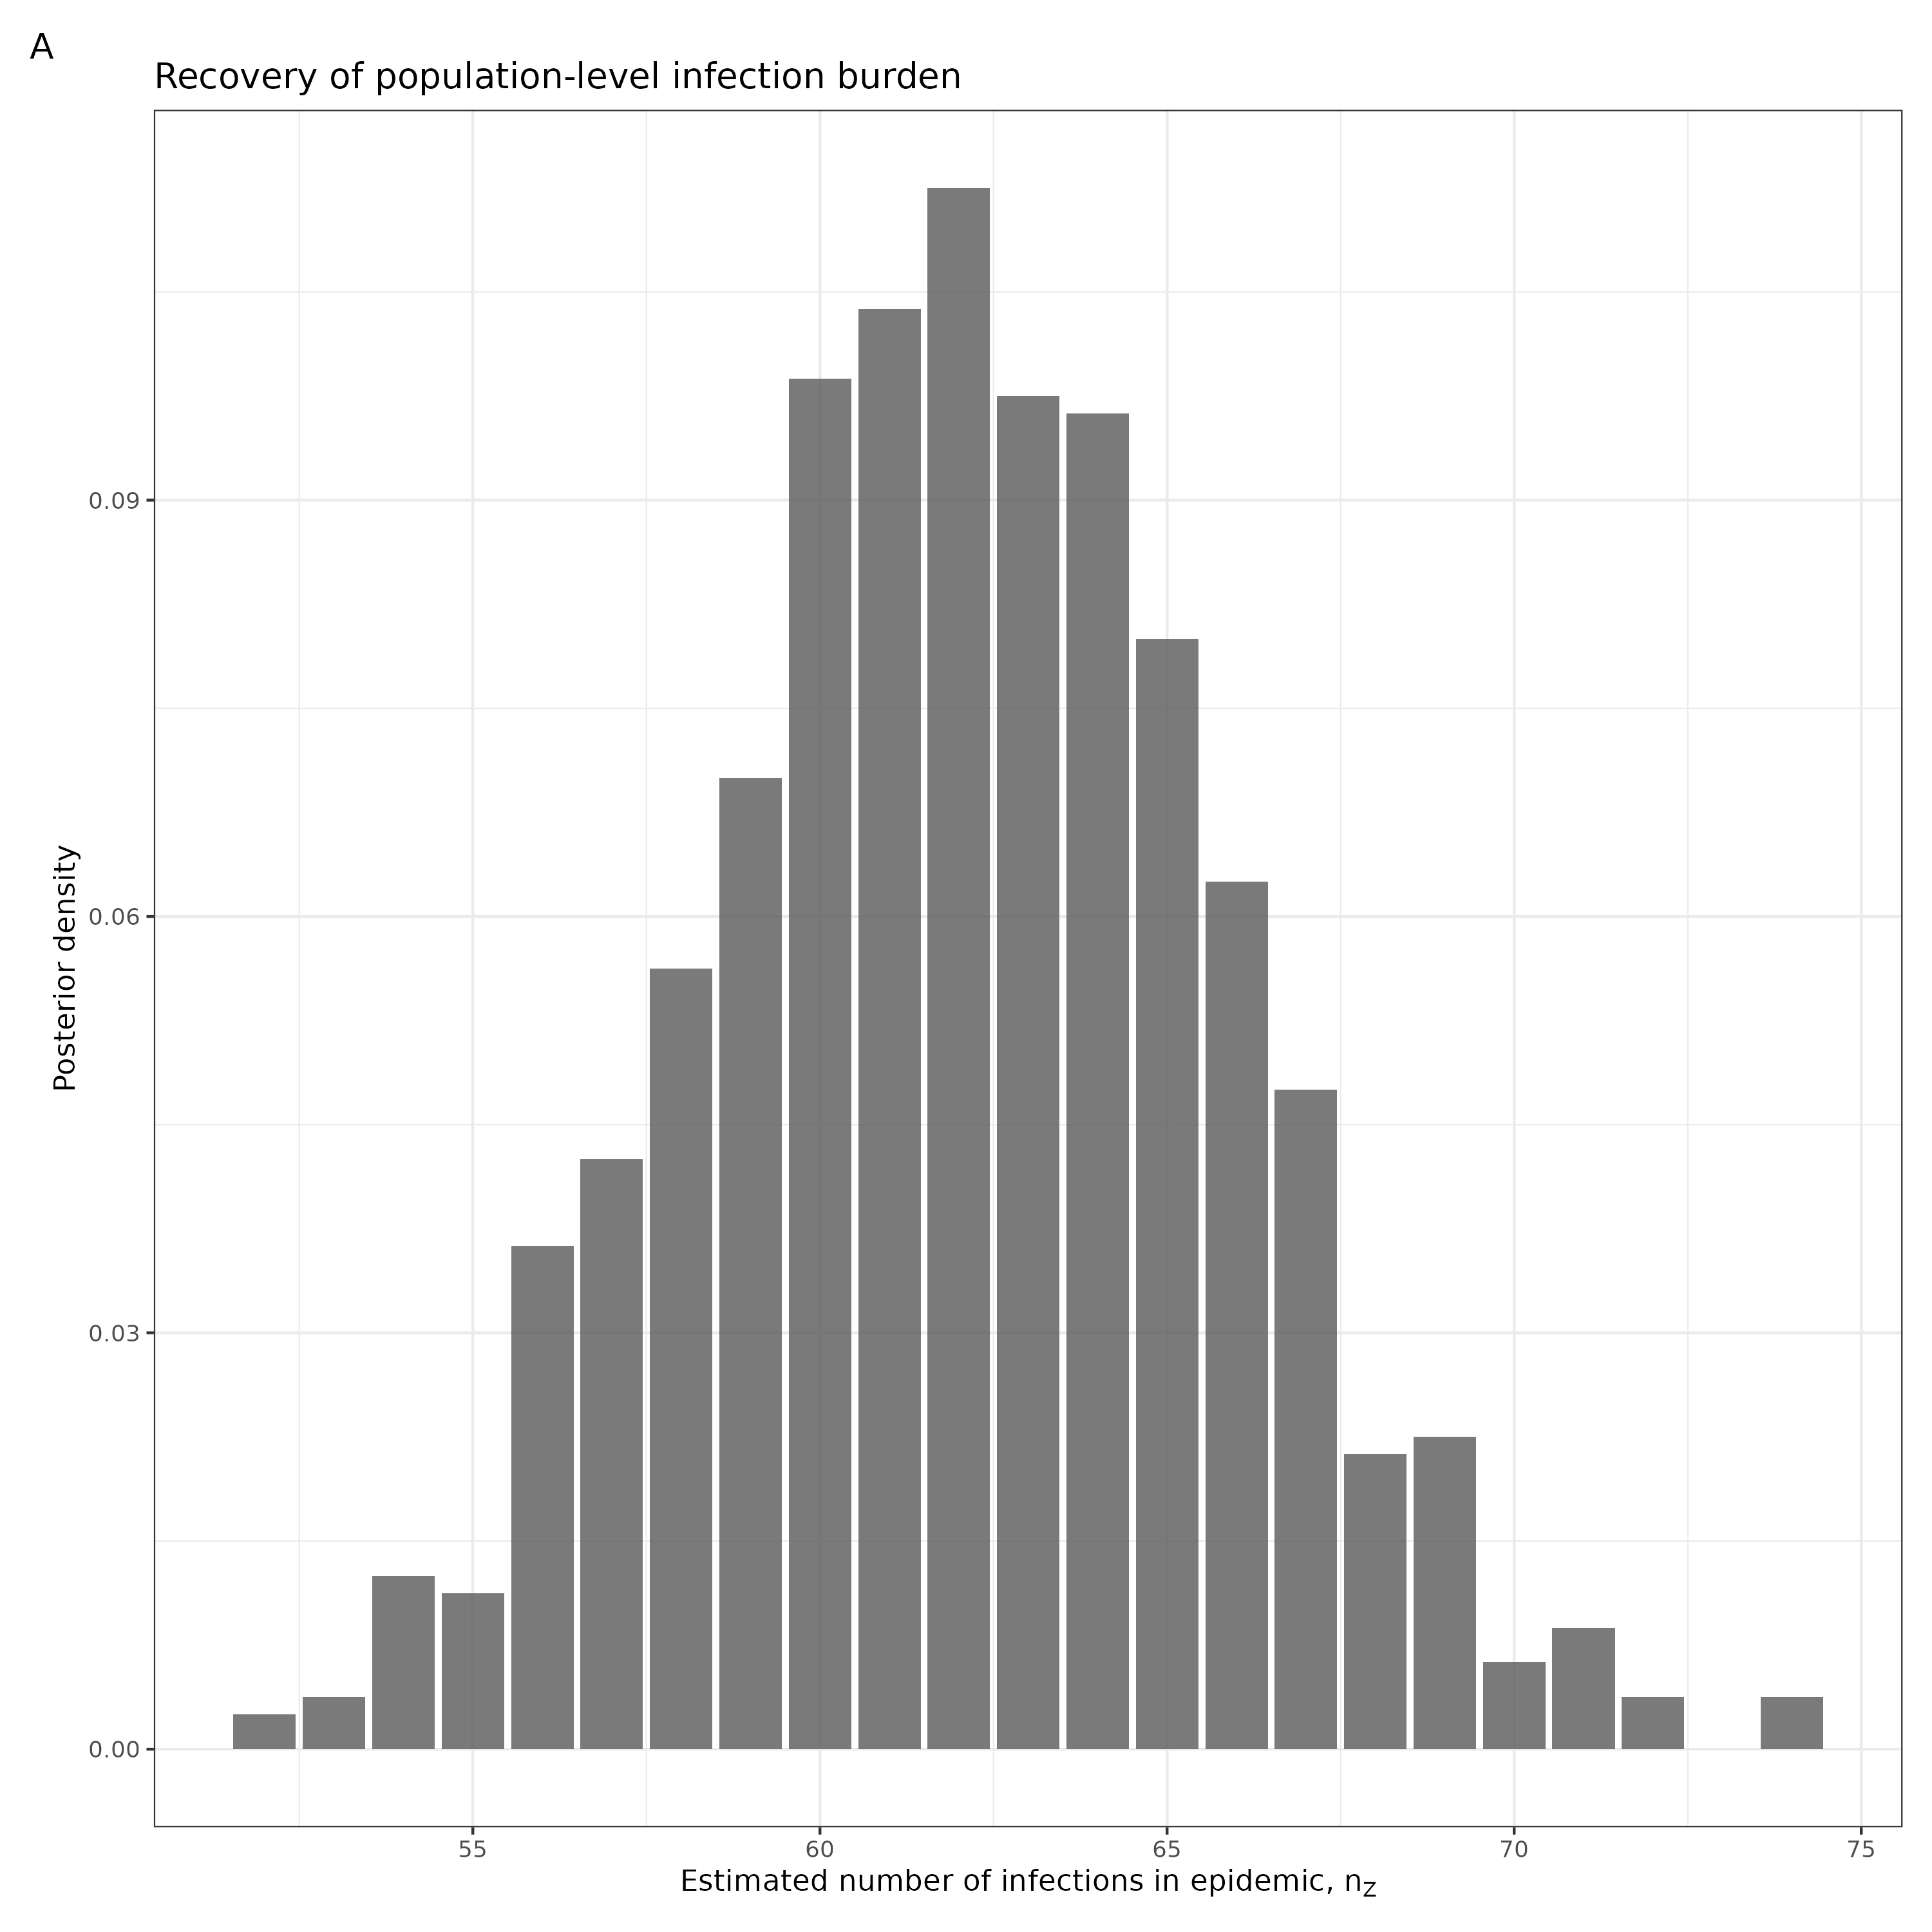 A
Recovery of population-level infection burden
Posterior density
0.09
0.06
0.03
0.00
55 60 65 70 75
Estimated number of infections in epidemic, nZ